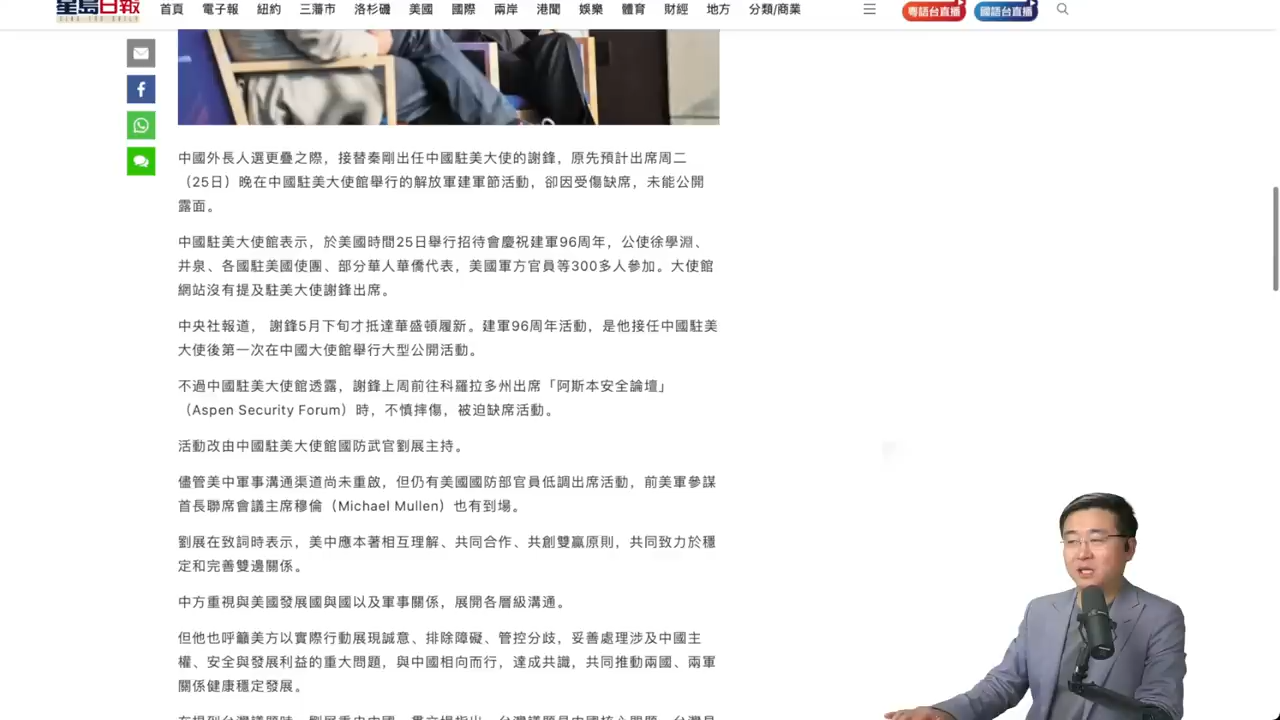 星島日報
首頁 電子報 紐約 三藩市 洛杉磯 美國 國際 兩岸 港聞 娛樂 體育 財經 地方 分類/商業
粵語台直播 國語台直播
中國外長人選更疊之際，接替秦剛出任中國駐美大使的謝鋒，原先預計出席周二
（25日）晚在中國駐美大使館舉行的解放軍建軍節活動，卻因受傷缺席，未能公開
露面。
中國駐美大使館表示，於美國時間25日舉行招待會慶祝建軍96周年，公使徐學淵、
井泉、各國駐美國使團、部分華人華僑代表，美國軍方官員等300多人參加。大使館
網站沒有提及駐美大使謝鋒出席。
中央社報道， 謝鋒5月下旬才抵達華盛頓履新。建軍96周年活動，是他接任中國駐美
大使後第一次在中國大使館舉行大型公開活動。
不過中國駐美大使館透露，謝鋒上周前往科羅拉多州出席「阿斯本安全論壇」
（Aspen Security Forum）時，不慎摔傷，被迫缺席活動。
活動改由中國駐美大使館國防武官劉展主持。
儘管美中軍事溝通渠道尚未重啟，但仍有美國國防部官員低調出席活動，前美軍參謀
首長聯席會議主席穆倫（Michael Mullen）也有到場。
劉展在致詞時表示，美中應本著相互理解、共同合作、共創雙贏原則，共同致力於穩
定和完善雙邊關係。
中方重視與美國發展國與國以及軍事關係，展開各層級溝通。
但他也呼籲美方以實際行動展現誠意、排除障礙、管控分歧，妥善處理涉及中國主
權、安全與發展利益的重大問題，與中國相向而行，達成共識，共同推動兩國、兩軍
關係健康穩定發展。